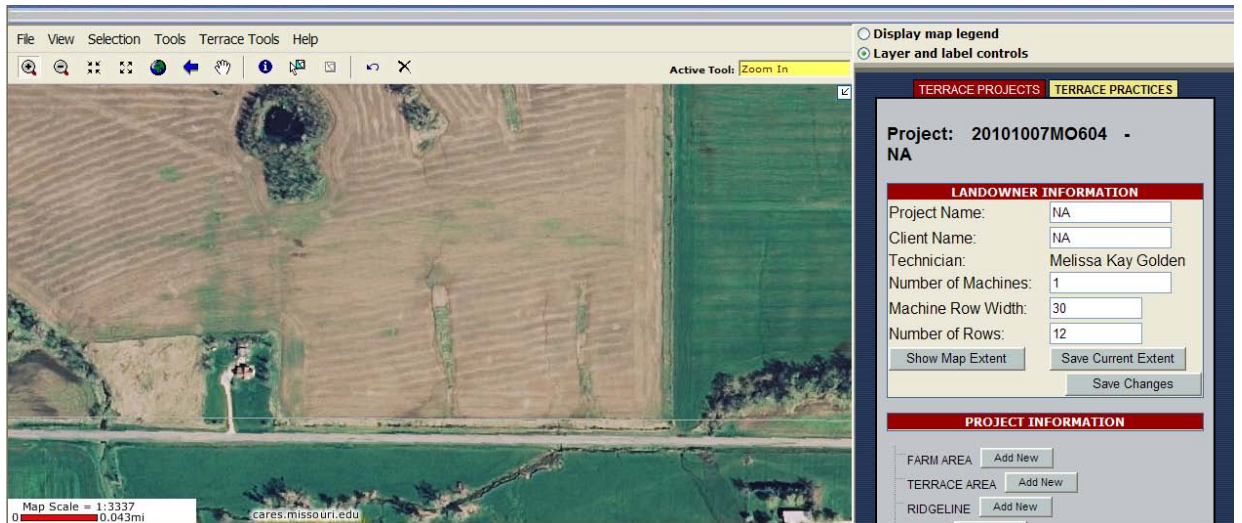 File View Selection Tools Terrace Tools Help
Active Tool: Zoom In
Map Scale = 1:3337
0 0.043mi
cares.missouri.edu
Display map legend
Layer and label controls
TERRACE PROJECTS TERRACE PRACTICES
Project: 20101007MO604 -
NA
LANDOWNER INFORMATION
Project Name: NA
Client Name: NA
Technician: Melissa Kay Golden
Number of Machines: 1
Machine Row Width: 30
Number of Rows: 12
Show Map Extent Save Current Extent
Save Changes
PROJECT INFORMATION
FARM AREA Add New
TERRACE AREA Add New
RIDGELINE Add New